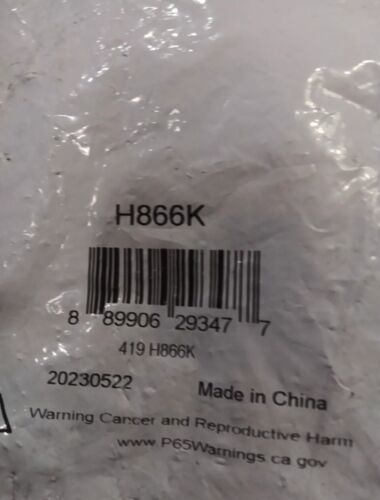 H866K
8 89906 29347 7
419 H866K
20230522 Made in China
Warning Cancer and Reproductive Harm
www.P65Warnings.ca gov